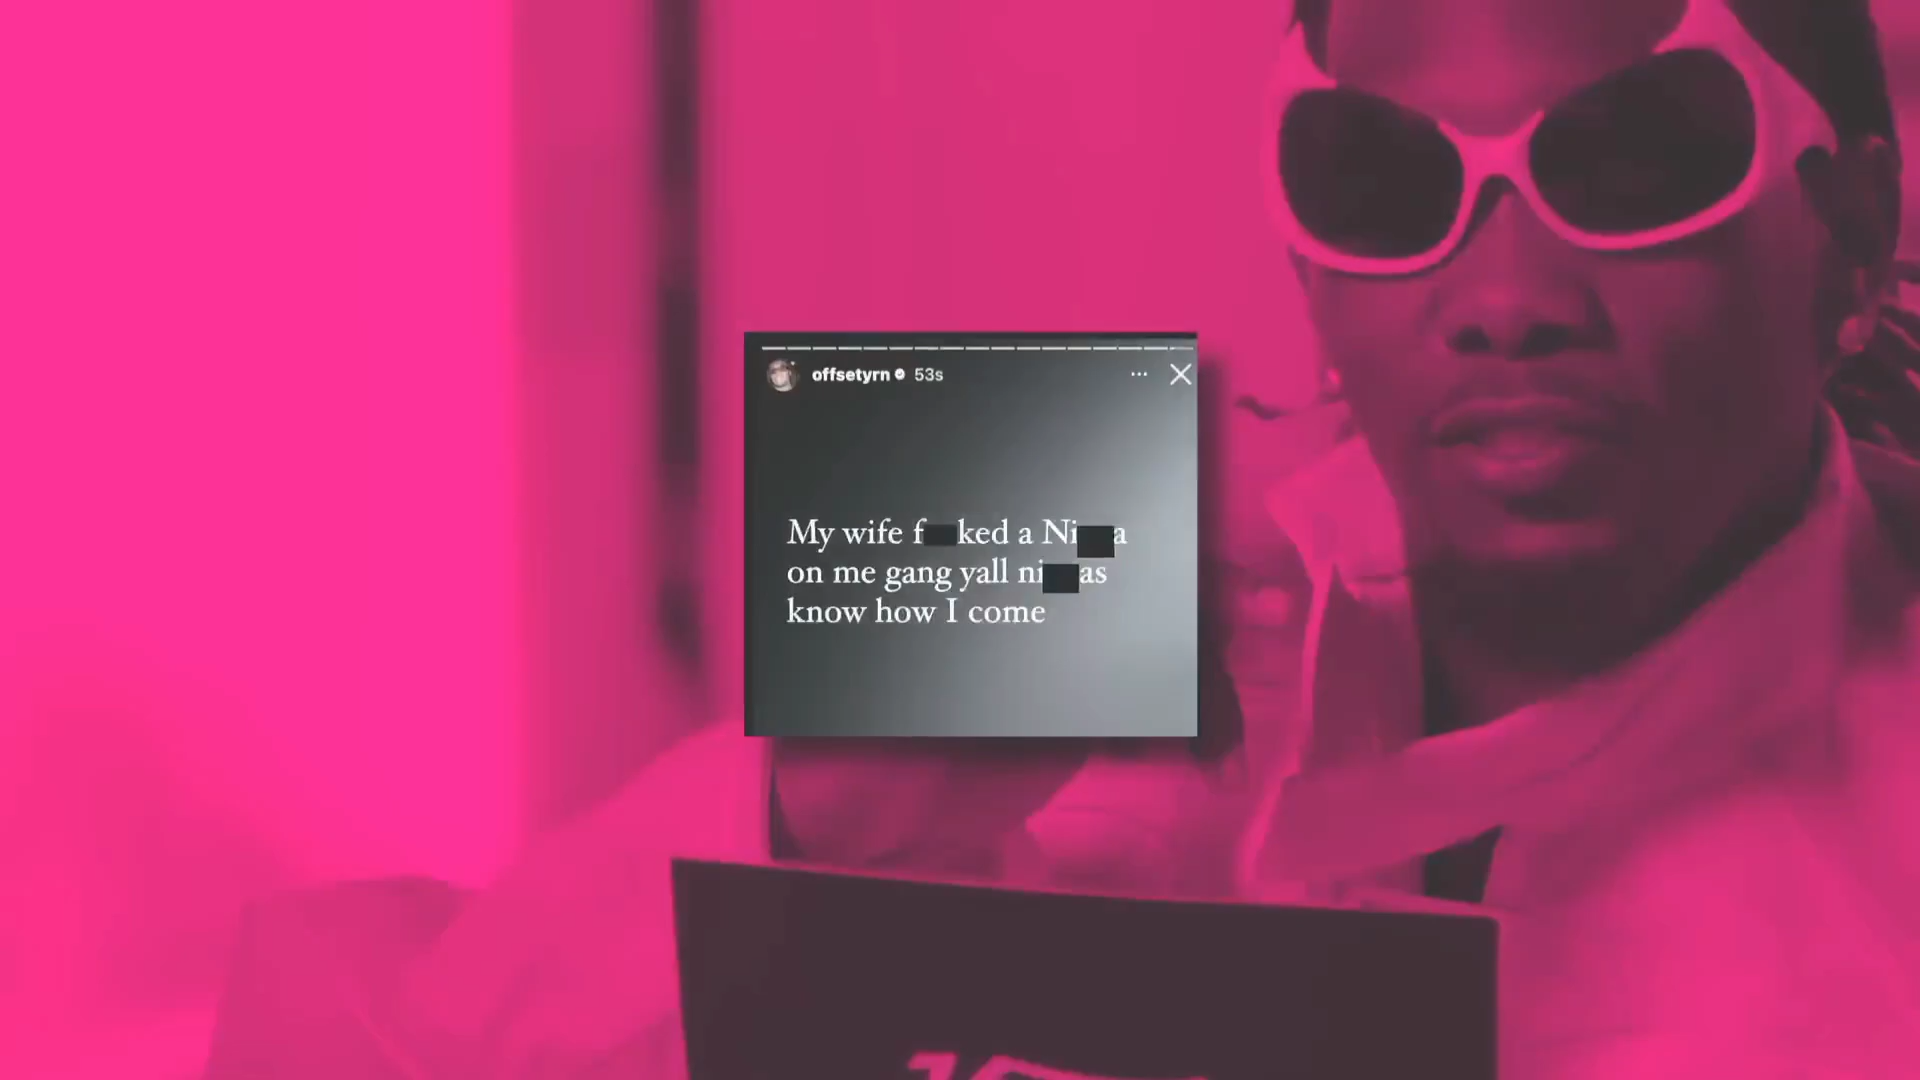 offsetyrn 53s
My wife f ked a Ni a
on me gang yall ni as
know how I come